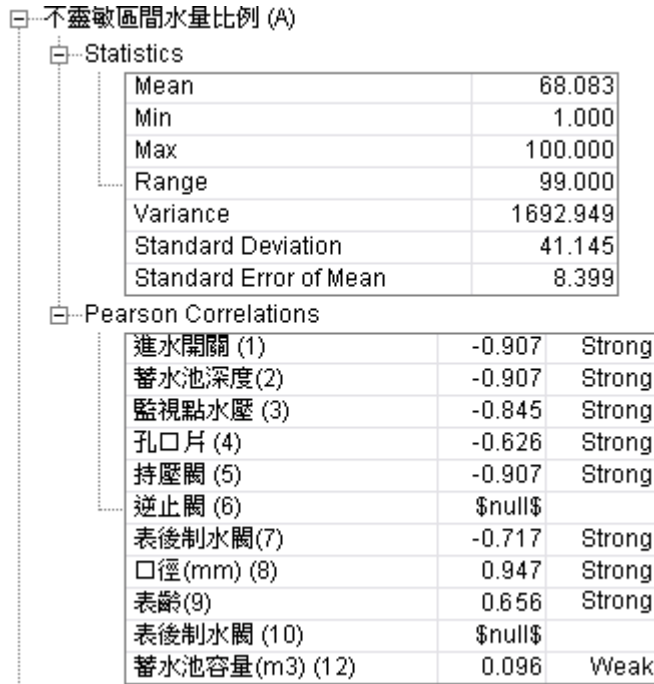 不靈敏區間水量比例 (A)
Statistics
Mean 68.083
Min 1.000
Max 100.000
Range 99.000
Variance 1692.949
Standard Deviation 41.145
Standard Error of Mean 8.399
Pearson Correlations
進水開關 (1) -0.907 Strong
蓄水池深度(2) -0.907 Strong
監視點水壓 (3) -0.845 Strong
孔口片 (4) -0.626 Strong
持壓閥 (5) -0.907 Strong
逆止閥 (6) $null$
表後制水閥(7) -0.717 Strong
口徑(mm) (8) 0.947 Strong
表齡(9) 0.656 Strong
表後制水閥 (10) $null$
蓄水池容量(m3) (12) 0.096 Weak